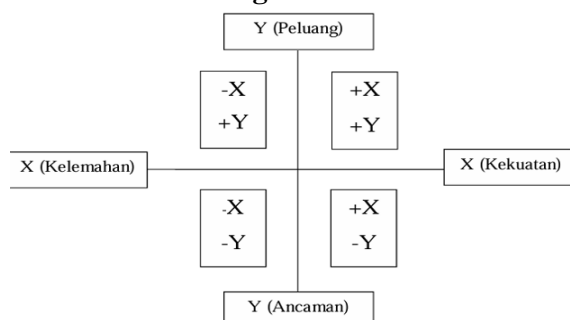 Y (Peluang)
-X
+Y
+X
+Y
X (Kelemahan)
X (Kekuatan)
-X
-Y
+X
-Y
Y (Ancaman)